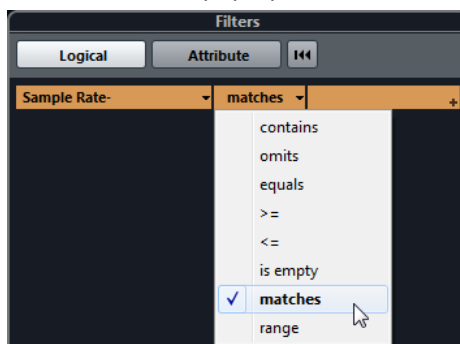 Filters
Logical Attribute
Sample Rate- matches +
contains
omits
equals
>=
<=
is empty
✓ matches
range